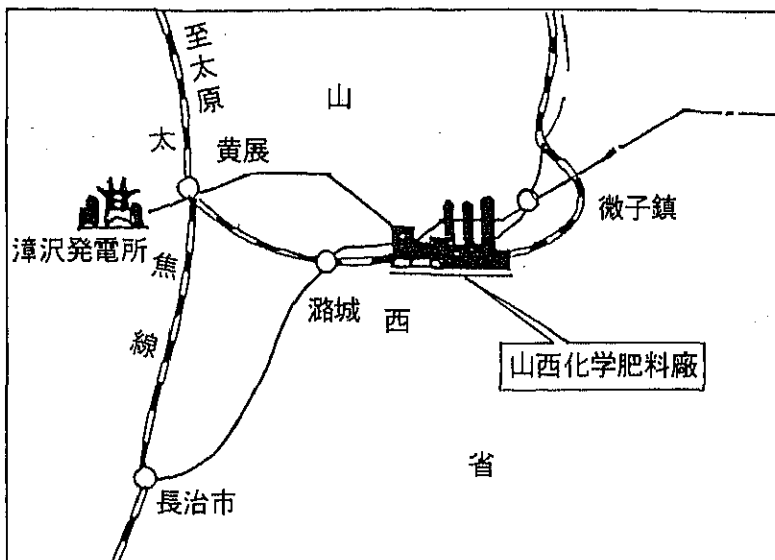 至太原
太焦線
山西省
黄展
漳沢発電所
微子鎮
潞城
山西化学肥料廠
長治市